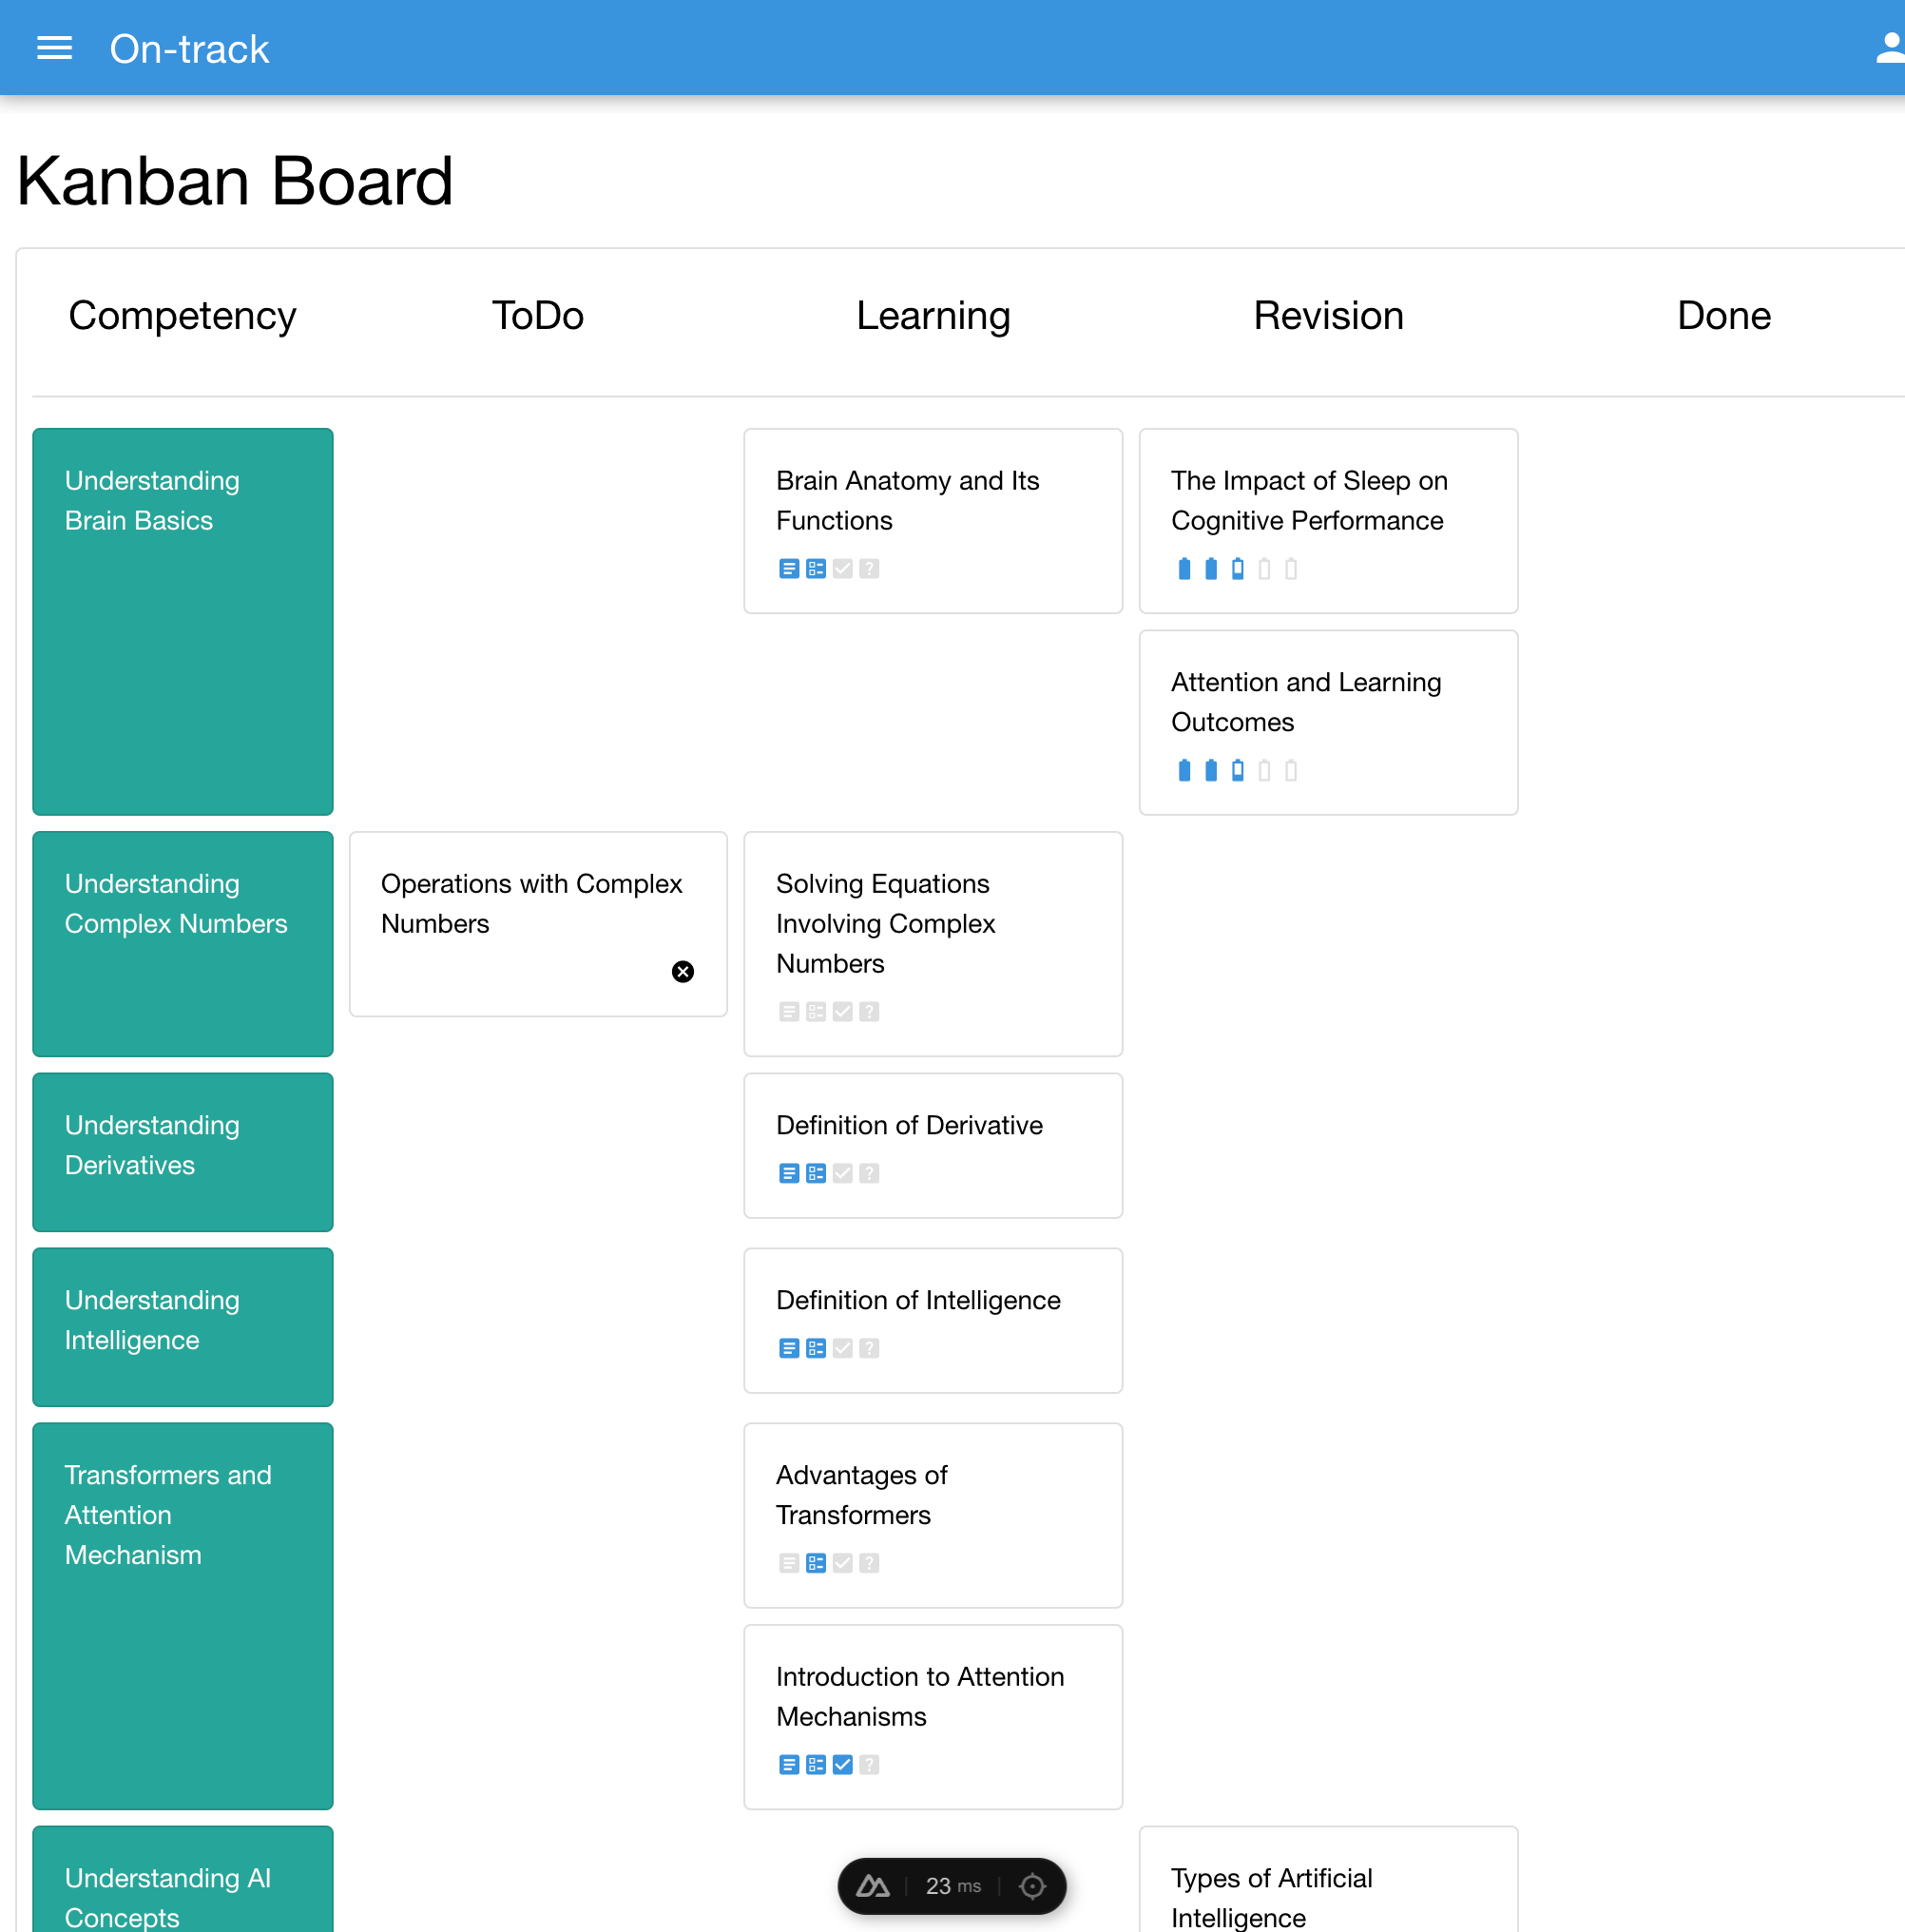 On-track
Kanban Board
Competency
ToDo
Learning
Revision
Done
Understanding
Brain Basics
Brain Anatomy and Its
Functions
?
The Impact of Sleep on
Cognitive Performance
Attention and Learning
Outcomes
Understanding
Complex Numbers
Operations with Complex
Numbers
Solving Equations
Involving Complex
Numbers
?
Understanding
Derivatives
Definition of Derivative
?
Understanding
Intelligence
Definition of Intelligence
?
Transformers and
Attention
Mechanism
Advantages of
Transformers
?
Introduction to Attention
Mechanisms
?
Understanding AI
Concepts
Types of Artificial
Intelligence
23 ms